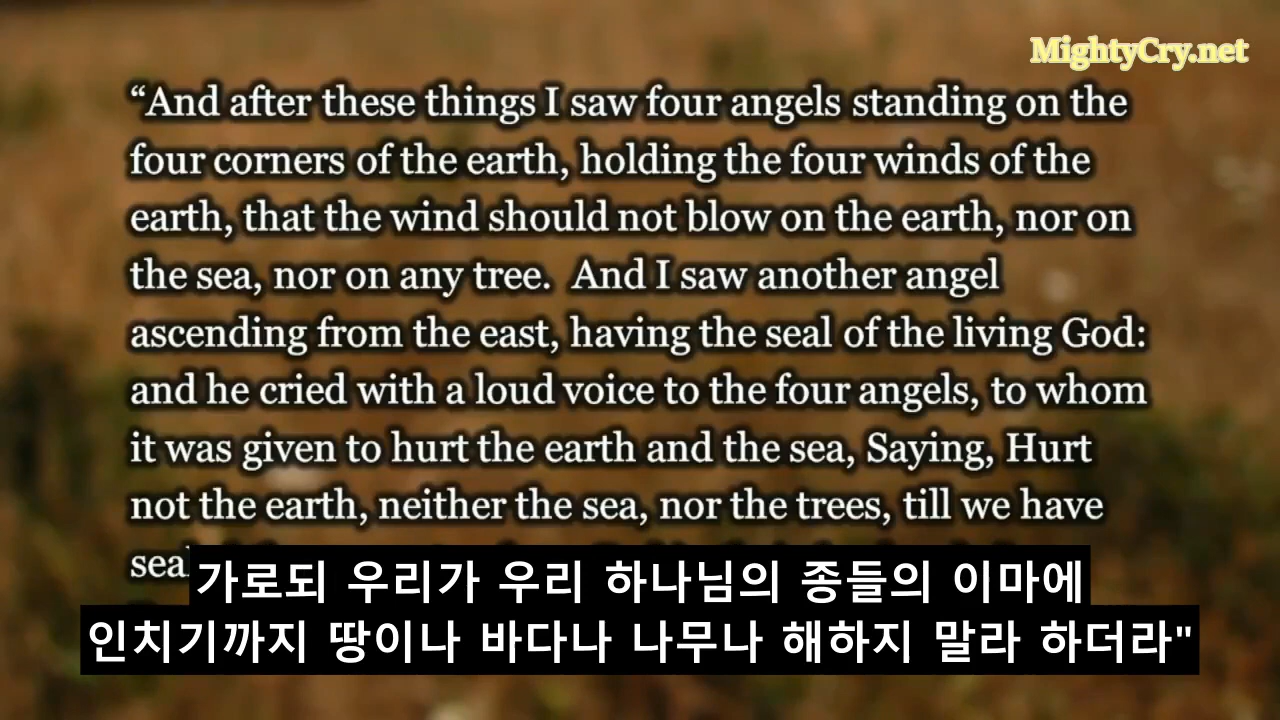 MightyCry.net
“And after these things I saw four angels standing on the
four corners of the earth, holding the four winds of the
earth, that the wind should not blow on the earth, nor on
the sea, nor on any tree.  And I saw another angel
ascending from the east, having the seal of the living God:
and he cried with a loud voice to the four angels, to whom
it was given to hurt the earth and the sea, Saying, Hurt
not the earth, neither the sea, nor the trees, till we have
가로되 우리가 우리 하나님의 종들의 이마에
인치기까지 땅이나 바다나 나무나 해하지 말라 하더라"